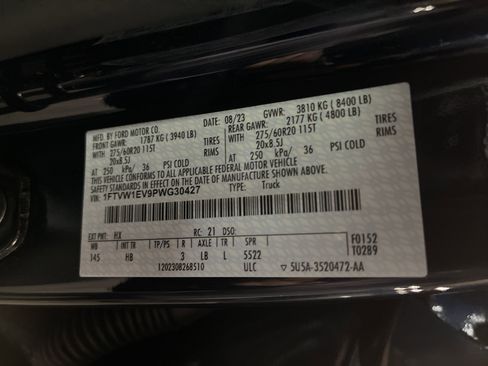 MFD. BY FORD MOTOR CO. 08/23 GVWR: 3810 KG ( 8400 LB)
FRONT GAWR: 1787 KG (3940 LB) REAR GAWR: 2177 KG ( 4800 LB)
WITH 275/60R20 115T TIRES WITH 275/60R20 115T TIRES
20x8.5J RIMS 20x8.5J RIMS
AT 250 kPa/ 36 PSI COLD AT 250 kPa/ 36 PSI COLD
THIS VEHICLE CONFORMS TO ALL APPLICABLE FEDERAL MOTOR VEHICLE
SAFETY STANDARDS IN EFFECT ON THE DATE OF MANUFACTURE SHOWN ABOVE.
VIN: 1FTVW1EV9PWG30427 TYPE: Truck
EXT PNT: HX RC: 21 DSO: F0152
WB INT TR R AXLE L SPR T0289
145 HB 3 LB L 5522
1202308268510 ULC ▽ 5U5A-3520472-AA